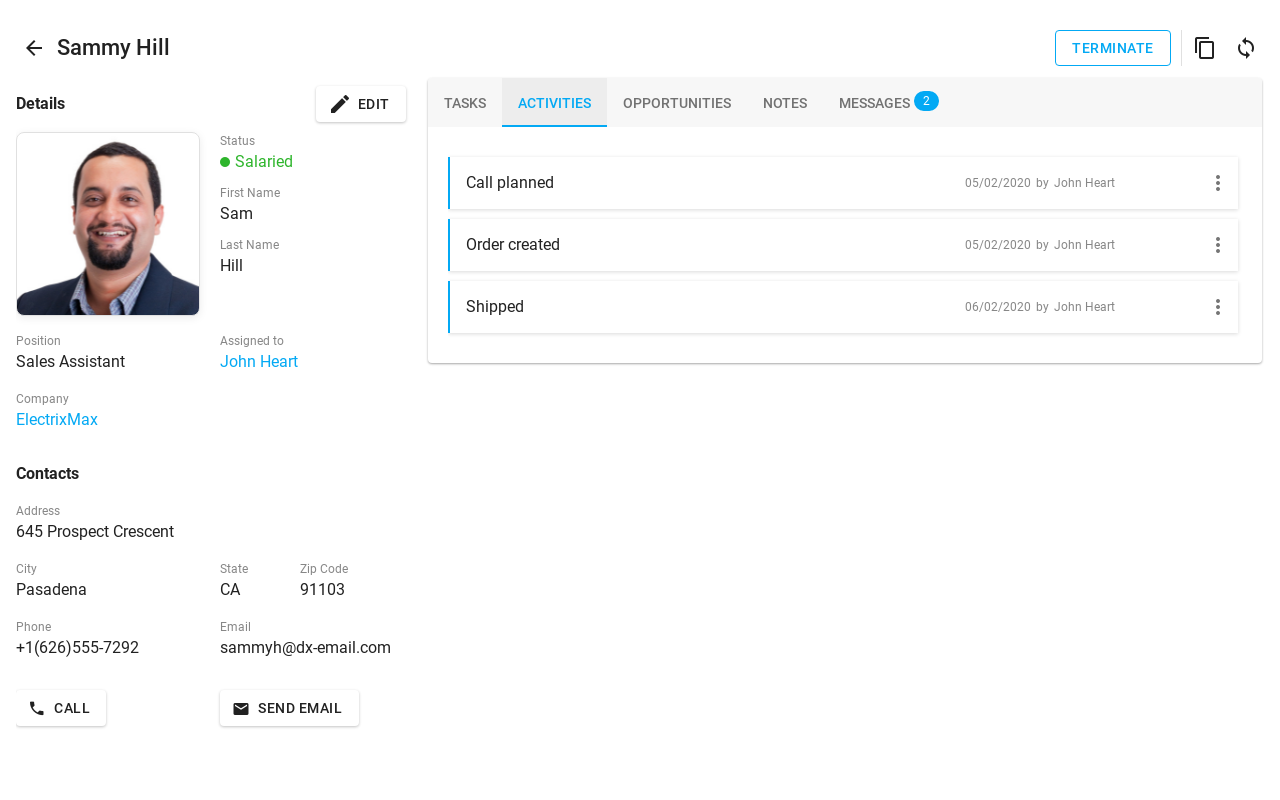 Sammy Hill
TERMINATE
Details
EDIT
Status
Salaried
First Name
Sam
Last Name
Hill
Position
Sales Assistant
Assigned to
John Heart
Company
ElectrixMax
Contacts
Address
645 Prospect Crescent
City
Pasadena
State
CA
Zip Code
91103
Phone
+1(626)555-7292
Email
sammyh@dx-email.com
CALL
SEND EMAIL
TASKS ACTIVITIES OPPORTUNITIES NOTES MESSAGES 2
Call planned 05/02/2020 by John Heart
Order created 05/02/2020 by John Heart
Shipped 06/02/2020 by John Heart